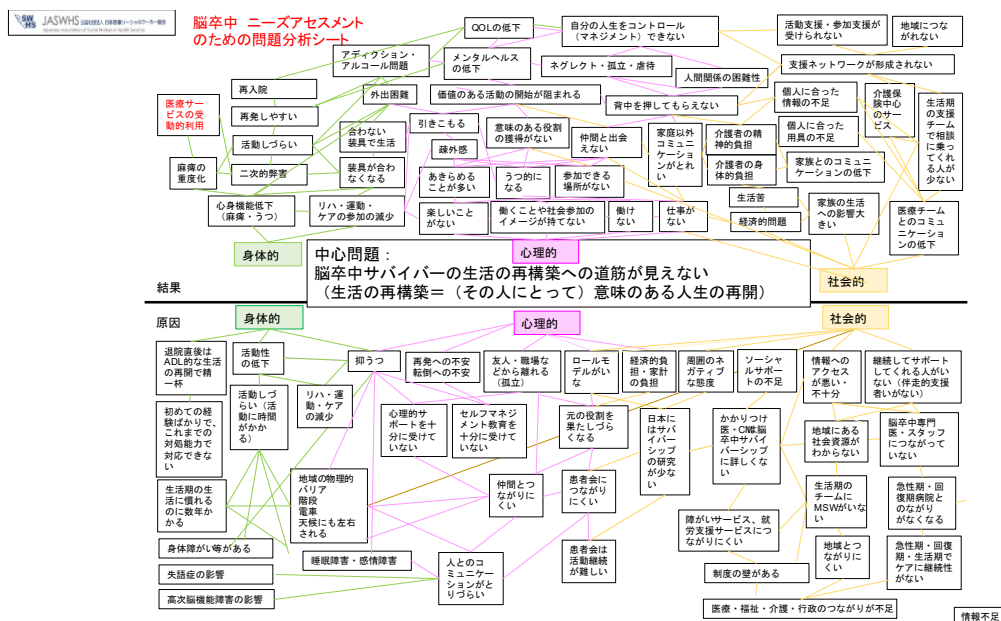 JASWHS 公益社団法人 日本医療ソーシャルワーカー協会
脳卒中 ニーズアセスメント
のための問題分析シート
QOLの低下
自分の人生をコントロール
（マネジメント）できない
活動支援・参加支援が
受けられない
地域につな
がれない
アディクション・
アルコール問題
メンタルヘルス
の低下
ネグレクト・孤立・虐待
人間関係の困難性
支援ネットワークが形成されない
再入院
外出困難
価値のある活動の開始が阻まれる
背中を押してもらえない
個人に合った
情報の不足
介護保
険中心の
サービス
生活期
の支援
チームで
相談に
乗ってく
れる人が
少ない
医療サー
ビスの受
動的利用
再発しやすい
活動しづらい
合わない
装具で生活
引きこもる
意味のある役割
の獲得がない
仲間と出会
えない
家庭以外
コミュニ
ケーショ
ンがとれ
ない
介護者の精
神的負担
個人に合った
用具の不足
疎外感
麻痺の
重度化
二次的弊害
装具が合わ
なくなる
あきらめる
ことが多い
うつ的に
なる
参加できる
場所がない
介護者の身
体的負担
家族とのコミュニ
ケーションの低下
心身機能低下
（麻痺・うつ）
リハ・運動・
ケアの参加の減少
楽しいこと
がない
働くことや社会参加の
イメージが持てない
働け
ない
仕事が
ない
生活苦
経済的問題
家族の生活
への影響大
きい
医療チーム
とのコミュ
ニケーショ
ンの低下
身体的
心理的
社会的
中心問題：
脳卒中サバイバーの生活の再構築への道筋が見えない
（生活の再構築＝（その人にとって）意味のある人生の再開）
結果
原因
身体的
心理的
社会的
退院直後は
ADL的な生活
の再開で精
一杯
活動性
の低下
抑うつ
再発への不安
転倒への不安
友人・職場な
どから離れる
（孤立）
ロールモ
デルがいな
い
経済的負
担・家計
の負担
周囲のネ
ガティブ
な態度
ソーシャ
ルサポー
トの不足
情報への
アクセス
が悪い・
不十分
継続してサポート
してくれる人がい
ない（伴走的支援
者いがない）
初めての経
験ばかりで、こ
れまでの
対処能力で
対応できな
い
活動しづ
らい（活
動に時間
がかか
る）
リハ・運
動・ケア
の減少
心理的サ
ポートを十
分に受けて
いない
セルフマネジ
メント教育を
十分に受けて
いない
元の役割を
果たしづら
くなる
日本に
はサバイ
バー
シップ
の研究
が少な
い
かかりつけ
医・CNは脳
卒中サバイ
バーシップ
に詳しくな
い
地域にある
社会資源が
わからない
脳卒中専門
医・スタッフ
につながって
いない
生活期の生
活に慣れる
のに数年か
かる
地域の物理的
バリア
階段
電車
天候にも左右
される
仲間とつ
ながりに
くい
患者会に
つながり
にくい
生活期の
チームに
MSWがい
ない
急性期・回
復期病院と
のながり
がなくなる
障がいサービス、就
労支援サービスにつ
ながりにくい
身体障がい等がある
睡眠障害・感情障害
人とのコ
ミュニケー
ションがと
りづらい
患者会は
活動継続
が難しい
地域とつ
ながりに
くい
急性期・回復
期・生活期で
ケアに継続性
がない
失語症の影響
制度の壁がある
高次脳機能障害の影響
医療・福祉・介護・行政のつながりが不足
情報不足